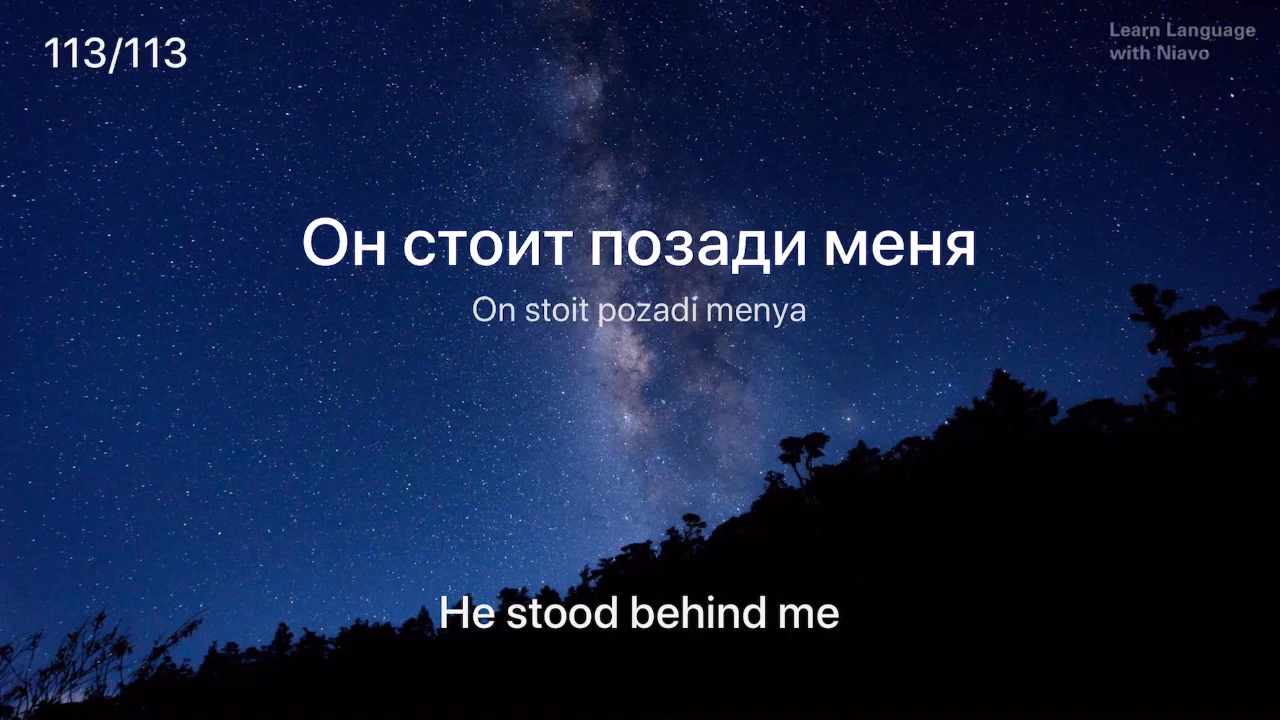 113/113
Learn Language
with Niavo
Он стоит позади меня
On stoit pozadi menya
He stood behind me